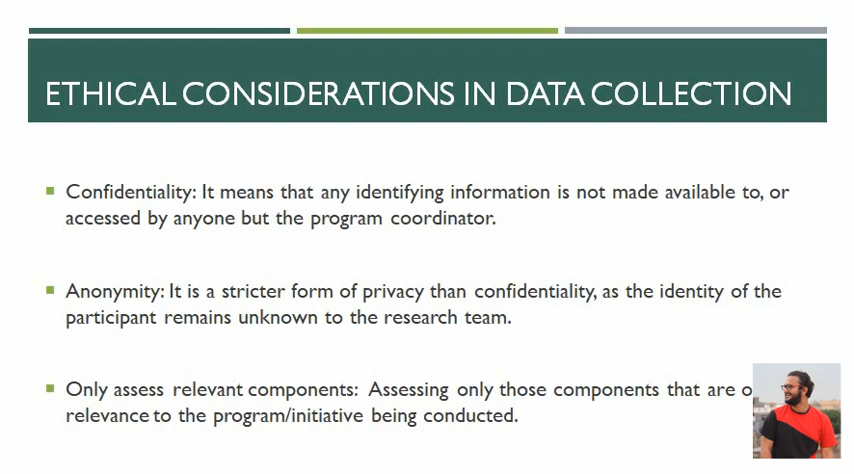 ETHICAL CONSIDERATIONS IN DATA COLLECTION
Confidentiality: It means that any identifying information is not made available to, or
accessed by anyone but the program coordinator.
Anonymity: It is a stricter form of privacy than confidentiality, as the identity of the
participant remains unknown to the research team.
Only assess relevant components: Assessing only those components that are
relevance to the program/initiative being conducted.